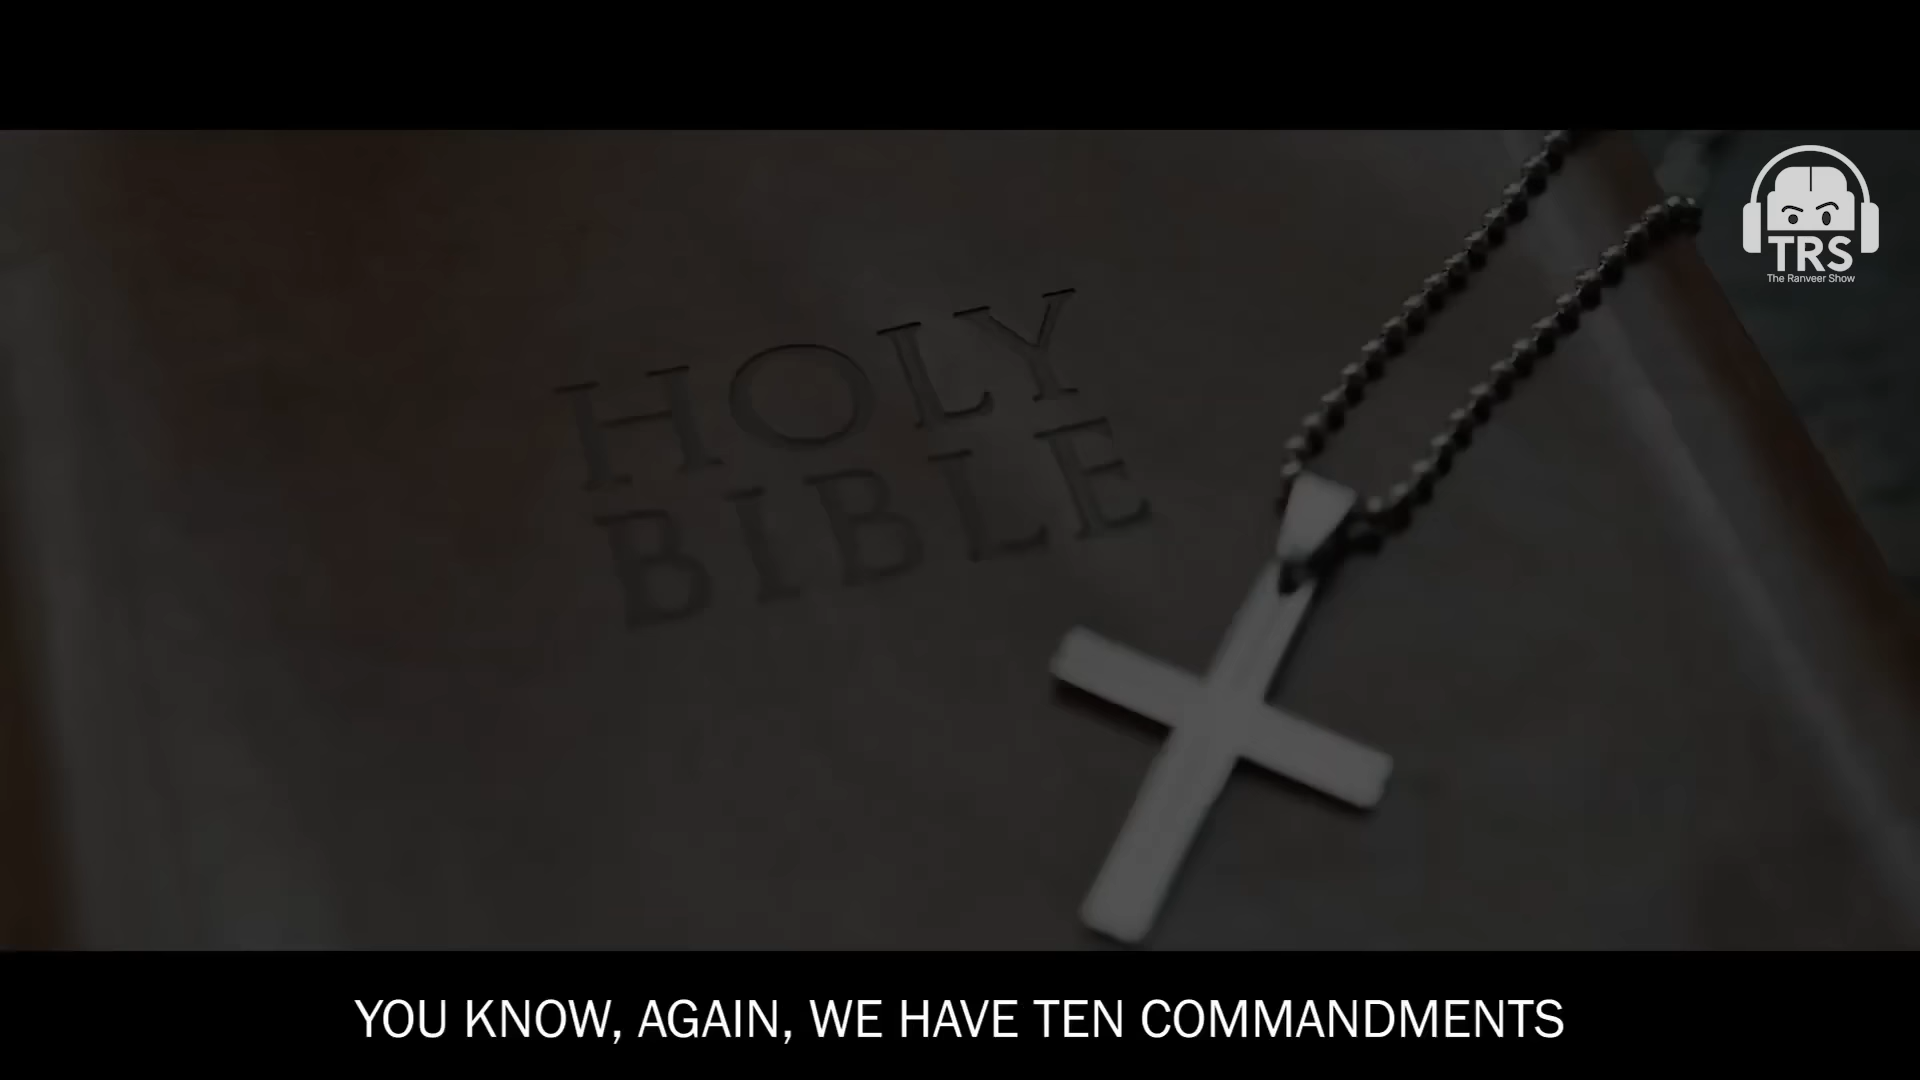 TRS
The Ranveer Show
HOLY
BIBLE
YOU KNOW, AGAIN, WE HAVE TEN COMMANDMENTS